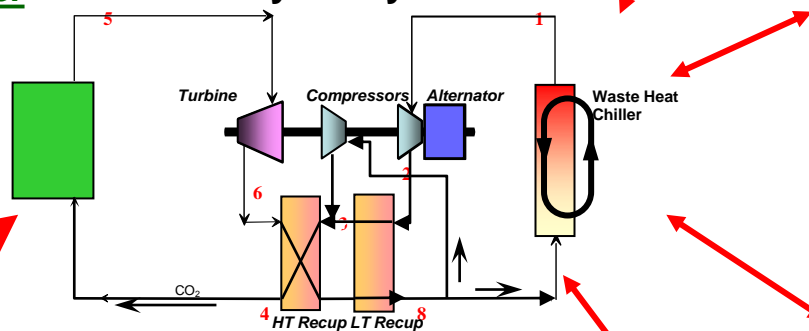 5
1
Turbine
Compressors
Alternator
Waste Heat
Chiller
2
6
3
CO₂
4
8
HT Recup
LT Recup